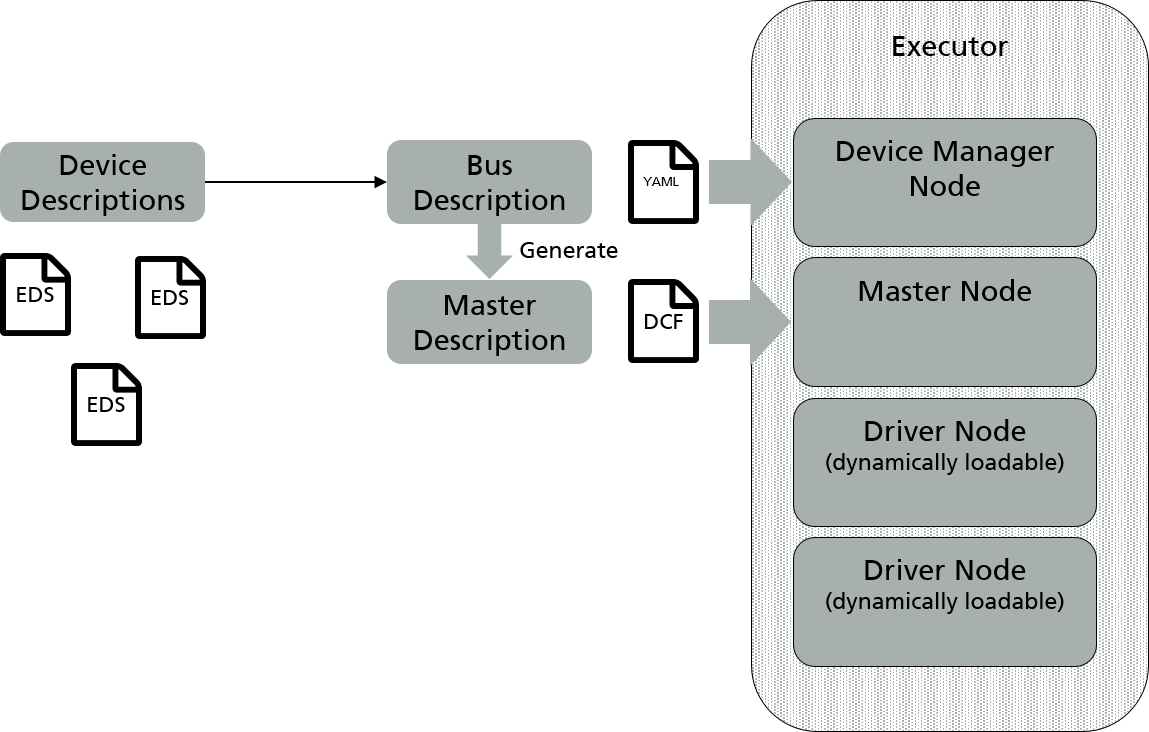 Executor
Device
Descriptions
EDS
EDS
EDS
Bus
Description
YAML
Generate
Master
Description
DCF
Device Manager
Node
Master Node
Driver Node
(dynamically loadable)
Driver Node
(dynamically loadable)